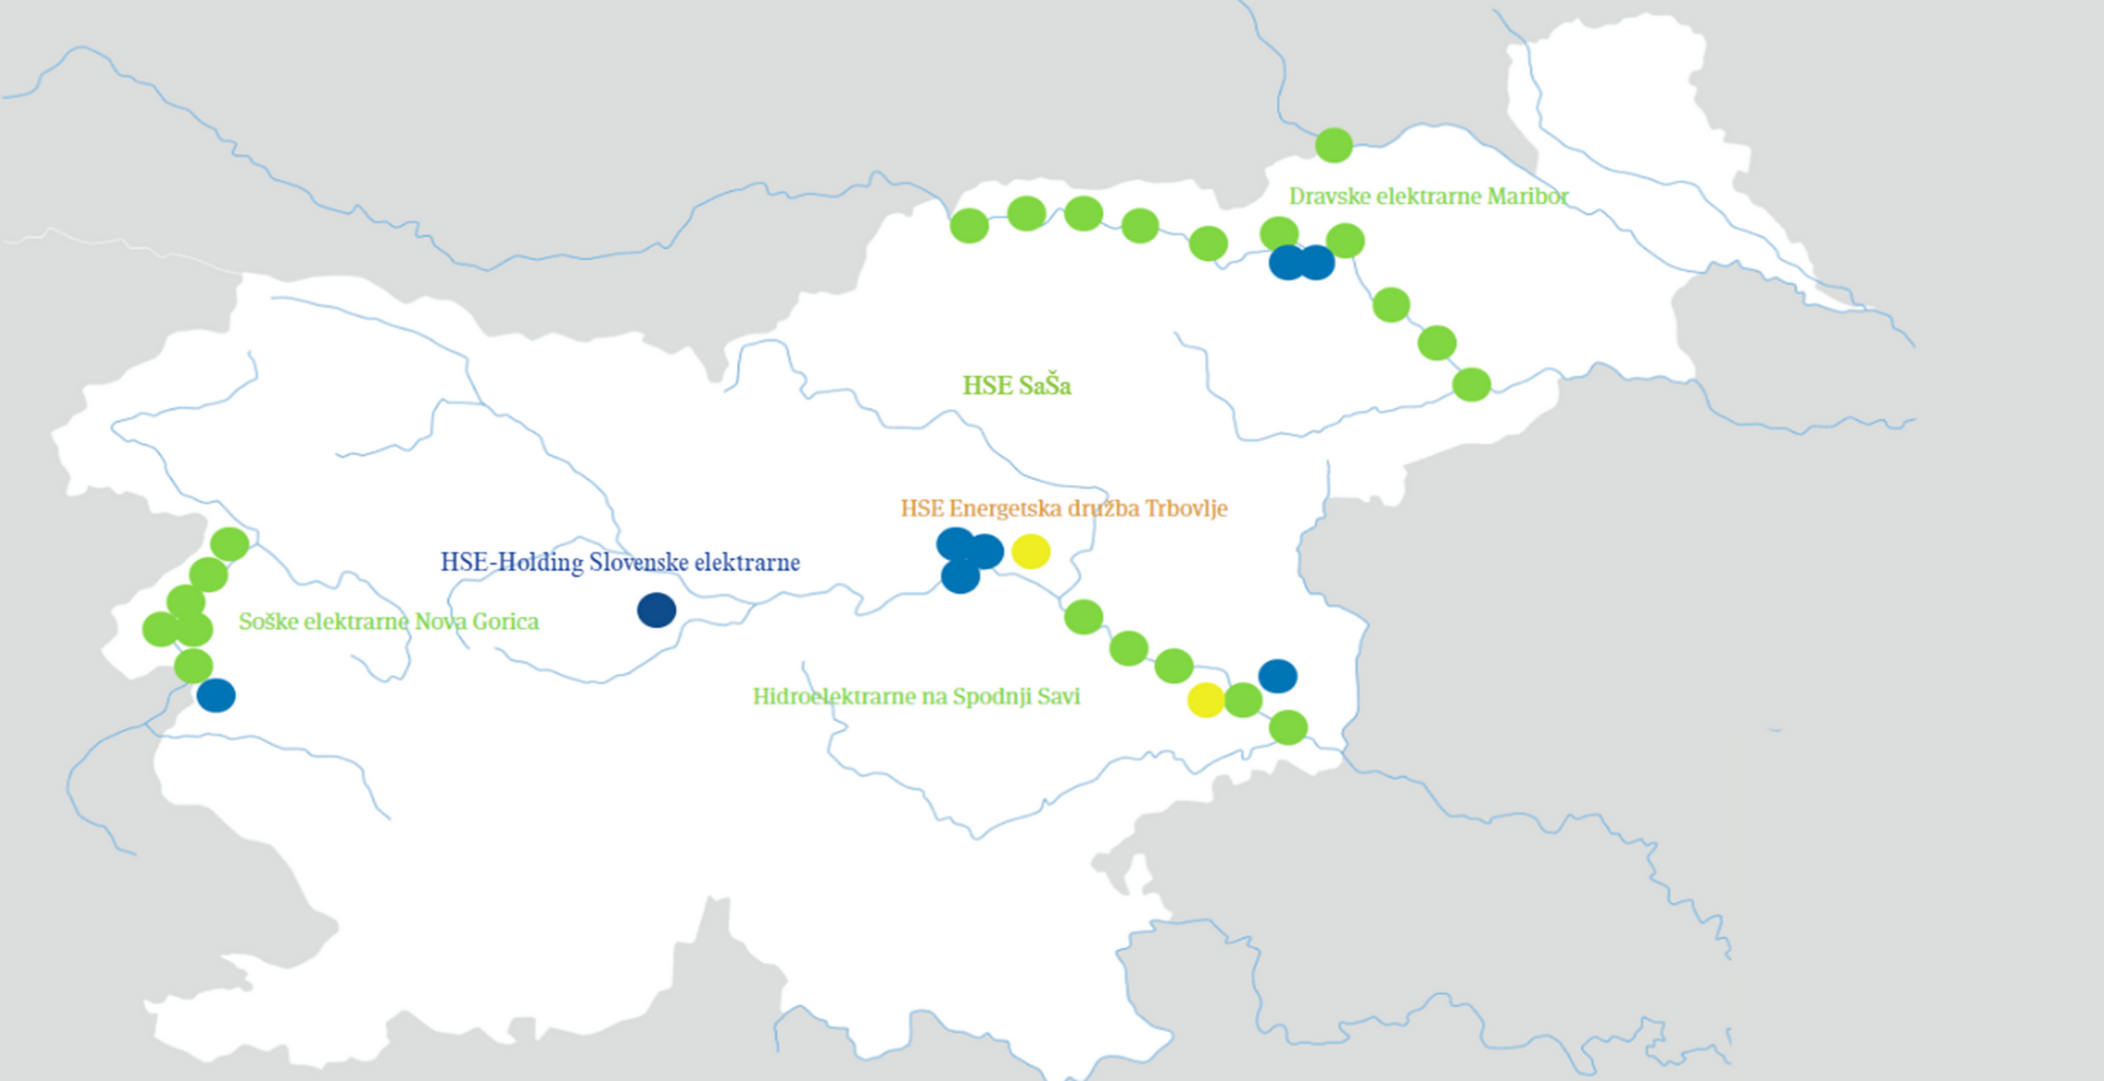 Dravske elektrarne Maribor
HSE SaŠa
HSE Energetska družba Trbovlje
HSE-Holding Slovenske elektrarne
Soške elektrarne Nova Gorica
Hidroelektrarne na Spodnji Savi